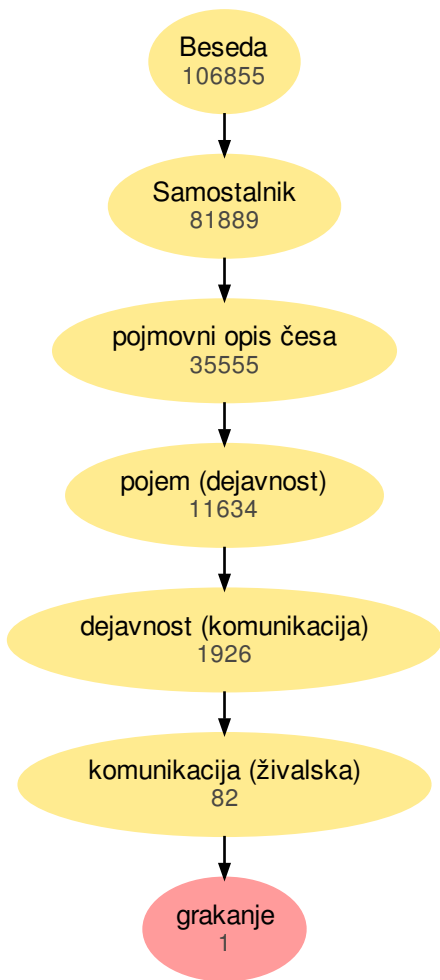 Beseda
106855
Samostalnik
81889
pojmovni opis česa
35555
pojem (dejavnost)
11634
dejavnost (komunikacija)
1926
komunikacija (živalska)
82
grakanje
1